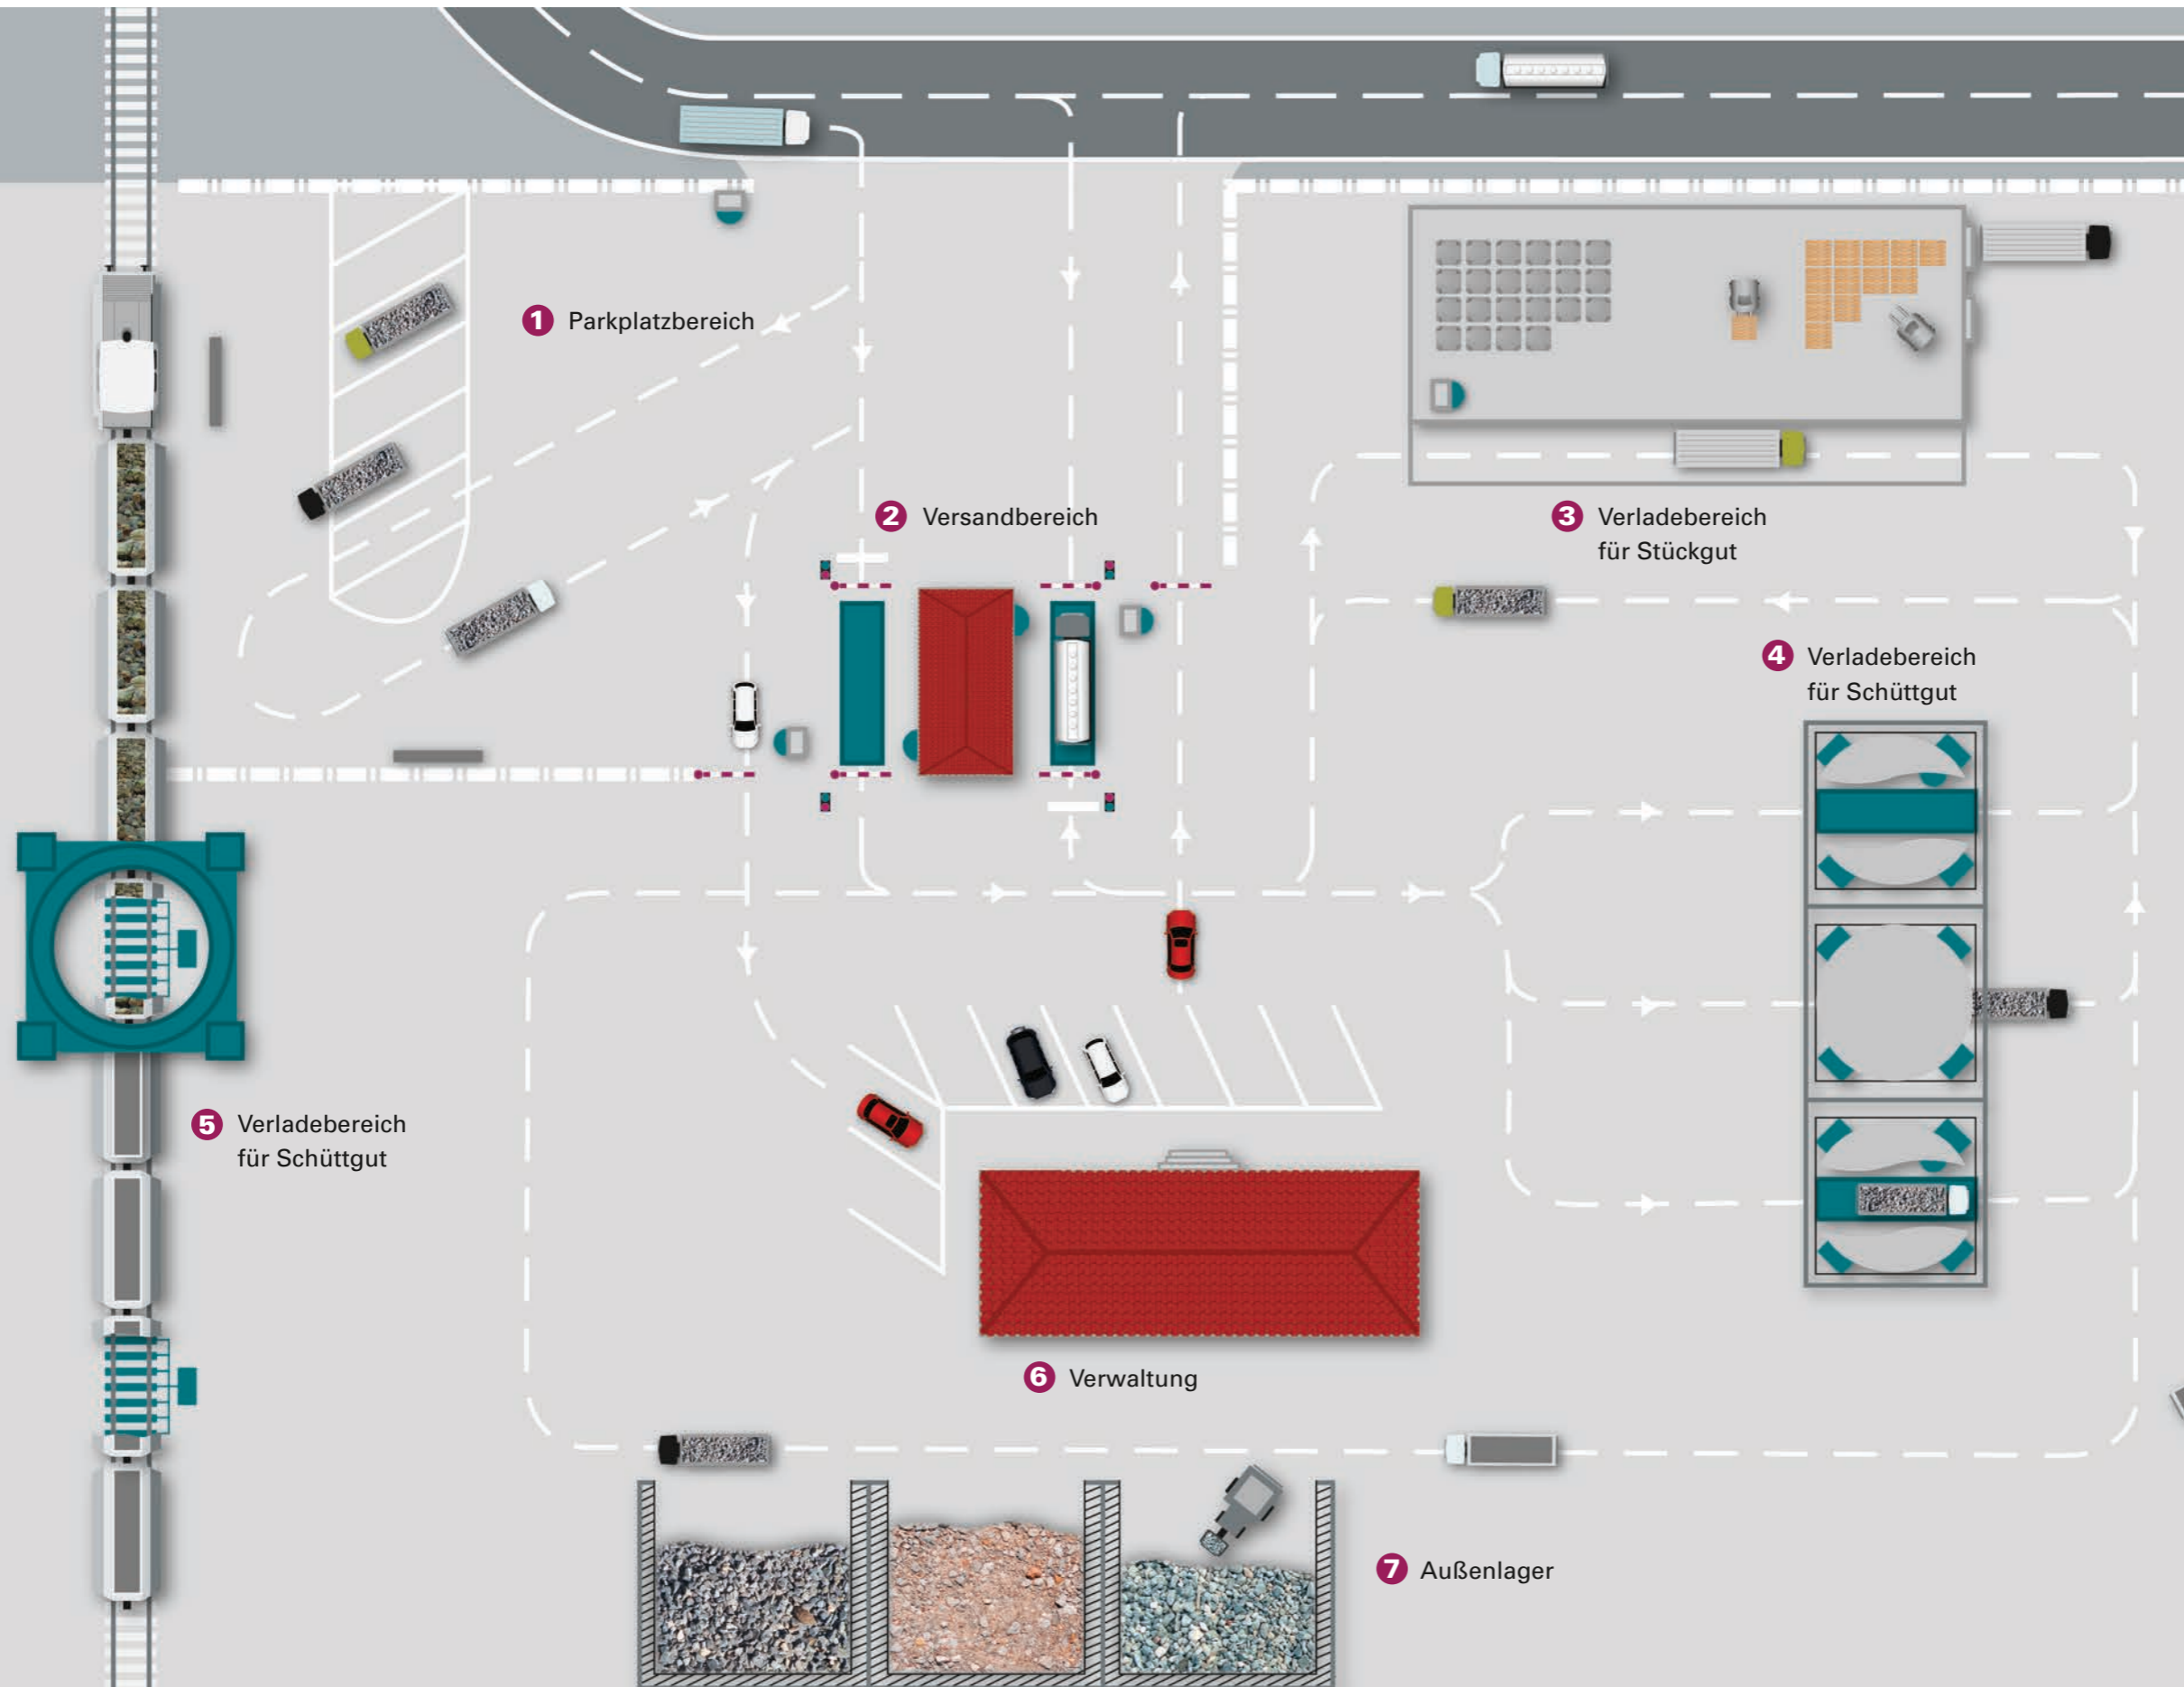 1 Parkplatzbereich
2 Versandbereich
3 Verladebereich
für Stückgut
4 Verladebereich
für Schüttgut
5 Verladebereich
für Schüttgut
6 Verwaltung
7 Außenlager